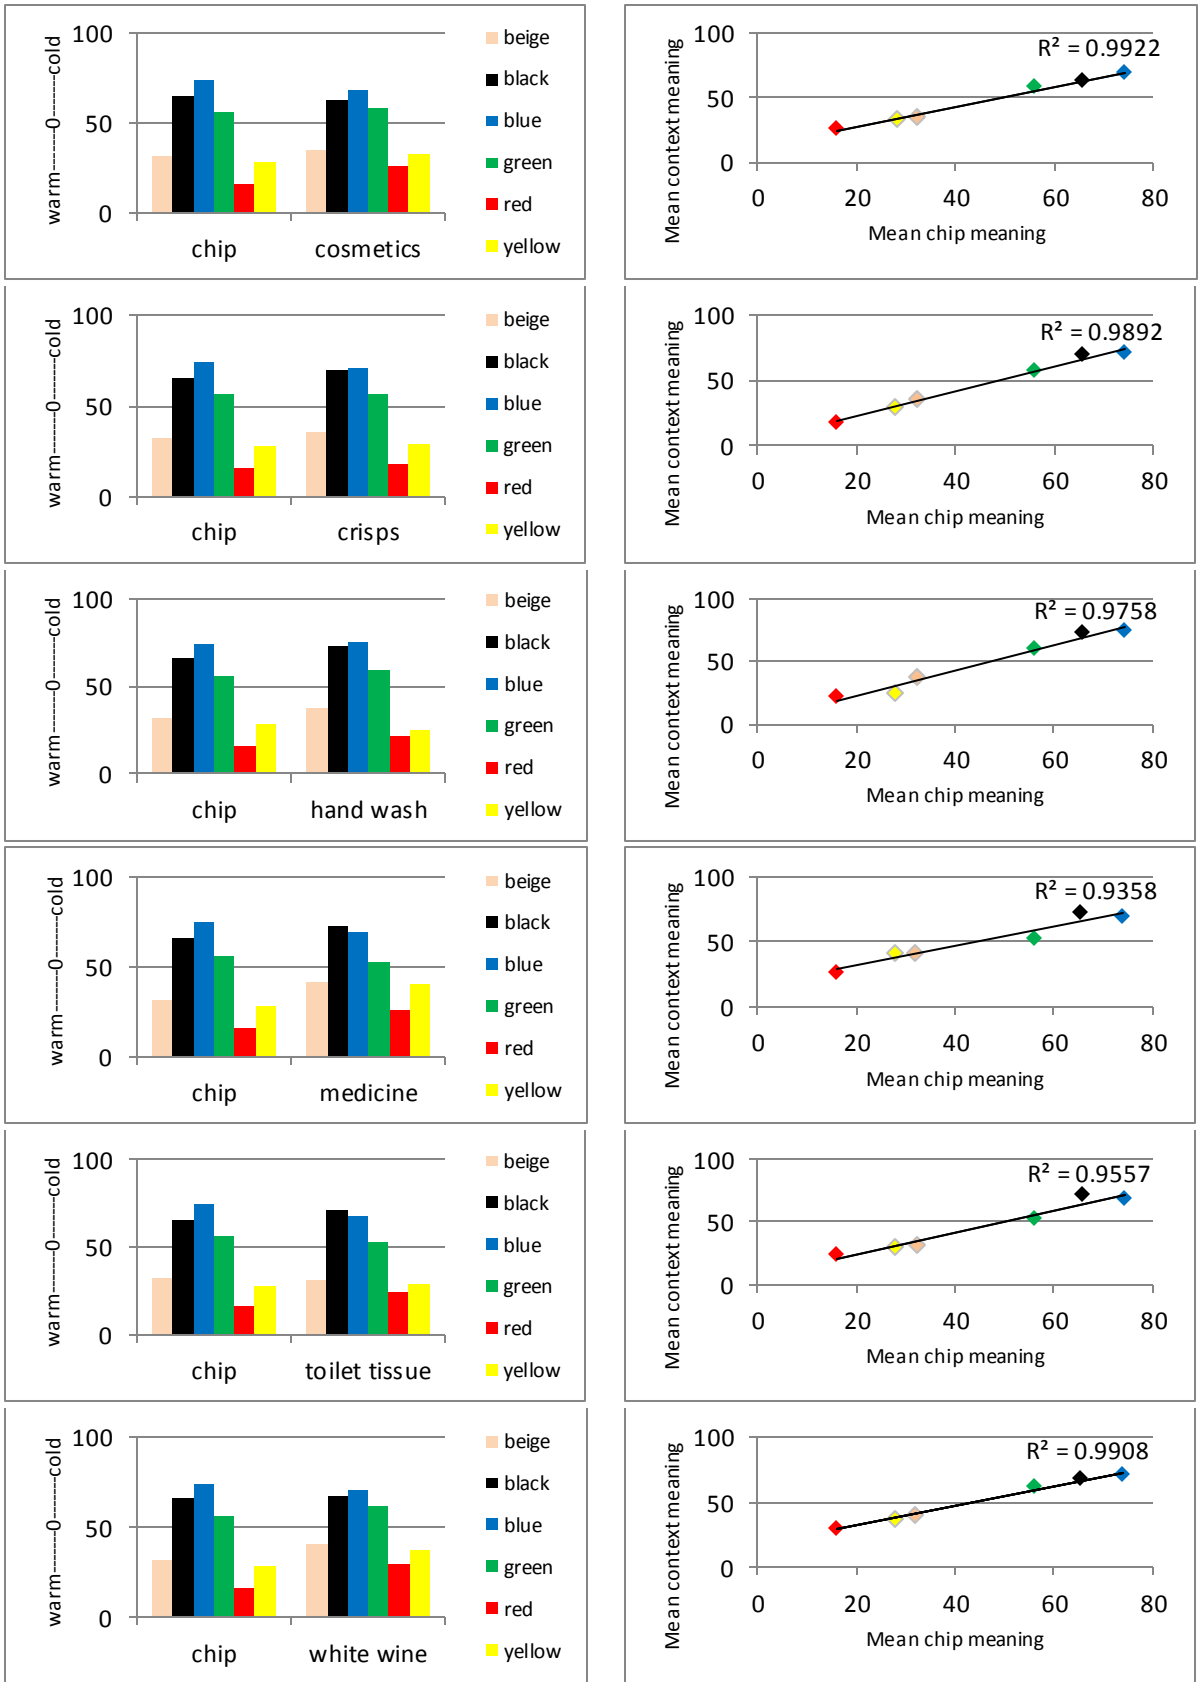 100
50
0
warm-------0-------cold
chip
cosmetics
beige
black
blue
green
red
yellow
100
50
0
Mean context meaning
R² = 0.9922
0 20 40 60 80
Mean chip meaning
100
50
0
warm-------0-------cold
chip
crisps
beige
black
blue
green
red
yellow
100
50
0
Mean context meaning
R² = 0.9892
0 20 40 60 80
Mean chip meaning
100
50
0
warm-------0-------cold
chip
hand wash
beige
black
blue
green
red
yellow
100
50
0
Mean context meaning
R² = 0.9758
0 20 40 60 80
Mean chip meaning
100
50
0
warm-------0-------cold
chip
medicine
beige
black
blue
green
red
yellow
100
50
0
Mean context meaning
R² = 0.9358
0 20 40 60 80
Mean chip meaning
100
50
0
warm-------0-------cold
chip
toilet tissue
beige
black
blue
green
red
yellow
100
50
0
Mean context meaning
R² = 0.9557
0 20 40 60 80
Mean chip meaning
100
50
0
warm-------0-------cold
chip
white wine
beige
black
blue
green
red
yellow
100
50
0
Mean context meaning
R² = 0.9908
0 20 40 60 80
Mean chip meaning